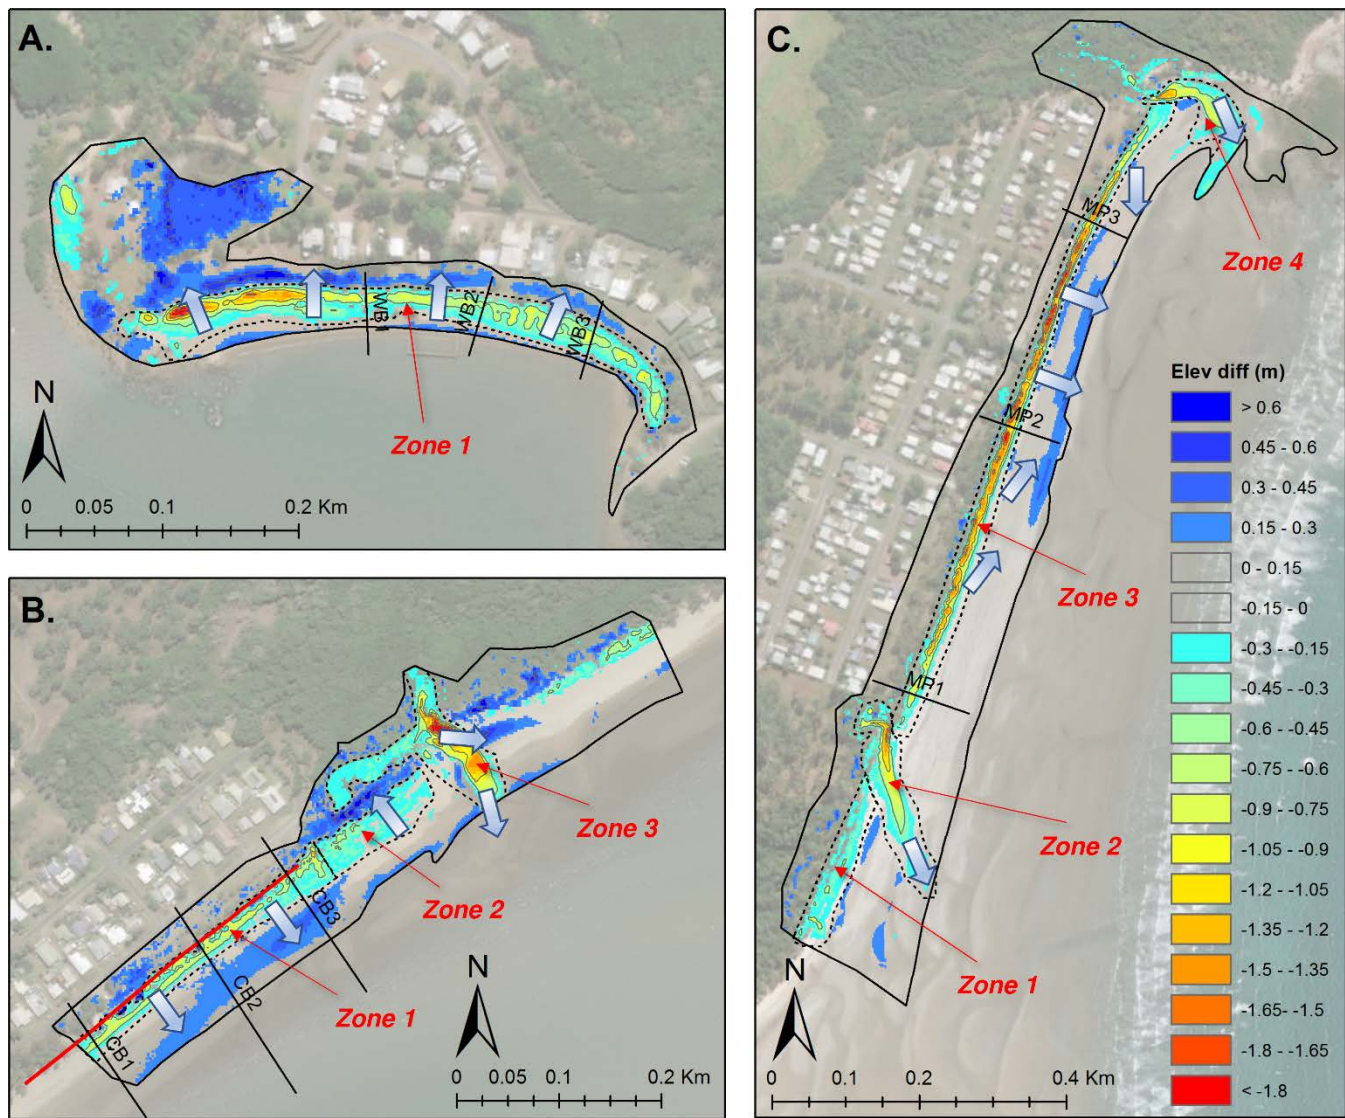 A.
WB1
WB2
WB3
Zone 1
N
0 0.05 0.1 0.2 Km
B.
CB1
CB2
CB3
Zone 1
Zone 2
Zone 3
N
0 0.05 0.1 0.2 Km
C.
MP3
Zone 4
MP2
Zone 3
MP1
Zone 2
Zone 1
N
0 0.1 0.2 0.4 Km
Elev diff (m)
> 0.6
0.45 - 0.6
0.3 - 0.45
0.15 - 0.3
0 - 0.15
-0.15 - 0
-0.3 - -0.15
-0.45 - -0.3
-0.6 - -0.45
-0.75 - -0.6
-0.9 - -0.75
-1.05 - -0.9
-1.2 - -1.05
-1.35 - -1.2
-1.5 - -1.35
-1.65- -1.5
-1.8 - -1.65
< -1.8